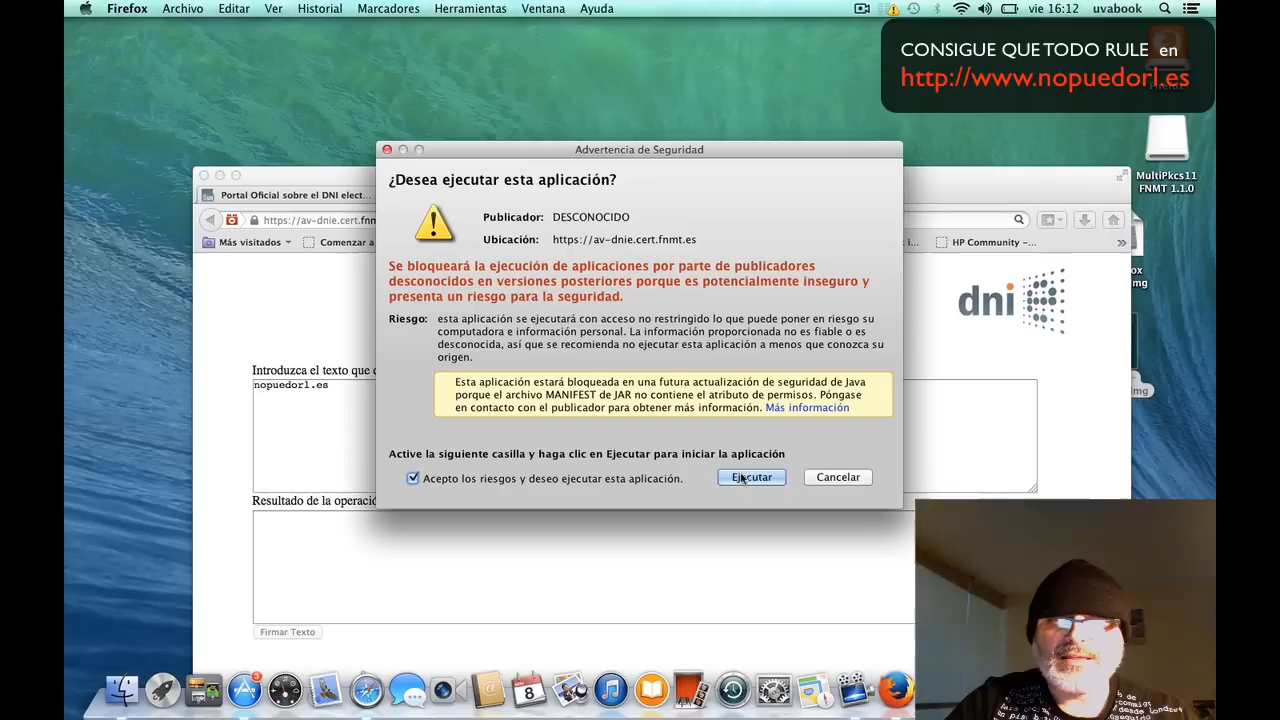 Firefox Archivo Editar Ver Historial Marcadores Herramientas Ventana Ayuda vie 16:12 uvabook
CONSIGUE QUE TODO RULE en
http://www.nopuedorl.es
Firefox
MultiPkcs11
FNMT 1.1.0
Advertencia de Seguridad
Portal Oficial sobre el DNI elect...
https://av-dnie.cert.fnm
Más visitados
Comenzar a
HP Community -...
»
¿Desea ejecutar esta aplicación?
Publicador: DESCONOCIDO
Ubicación: https://av-dnie.cert.fnmt.es
Se bloqueará la ejecución de aplicaciones por parte de publicadores
desconocidos en versiones posteriores porque es potencialmente inseguro y
presenta un riesgo para la seguridad.
Riesgo: esta aplicación se ejecutará con acceso no restringido lo que puede poner en riesgo su
computadora e información personal. La información proporcionada no es fiable o es
desconocida, así que se recomienda no ejecutar esta aplicación a menos que conozca su
origen.
Esta aplicación estará bloqueada en una futura actualización de seguridad de Java
porque el archivo MANIFEST de JAR no contiene el atributo de permisos. Póngase
en contacto con el publicador para obtener más información. Más información
Active la siguiente casilla y haga clic en Ejecutar para iniciar la aplicación
Acepto los riesgos y deseo ejecutar esta aplicación.
Ejecutar
Cancelar
dni
Introduzca el texto que
nopuedorl.es
Resultado de la operació
Firmar Texto
3
8